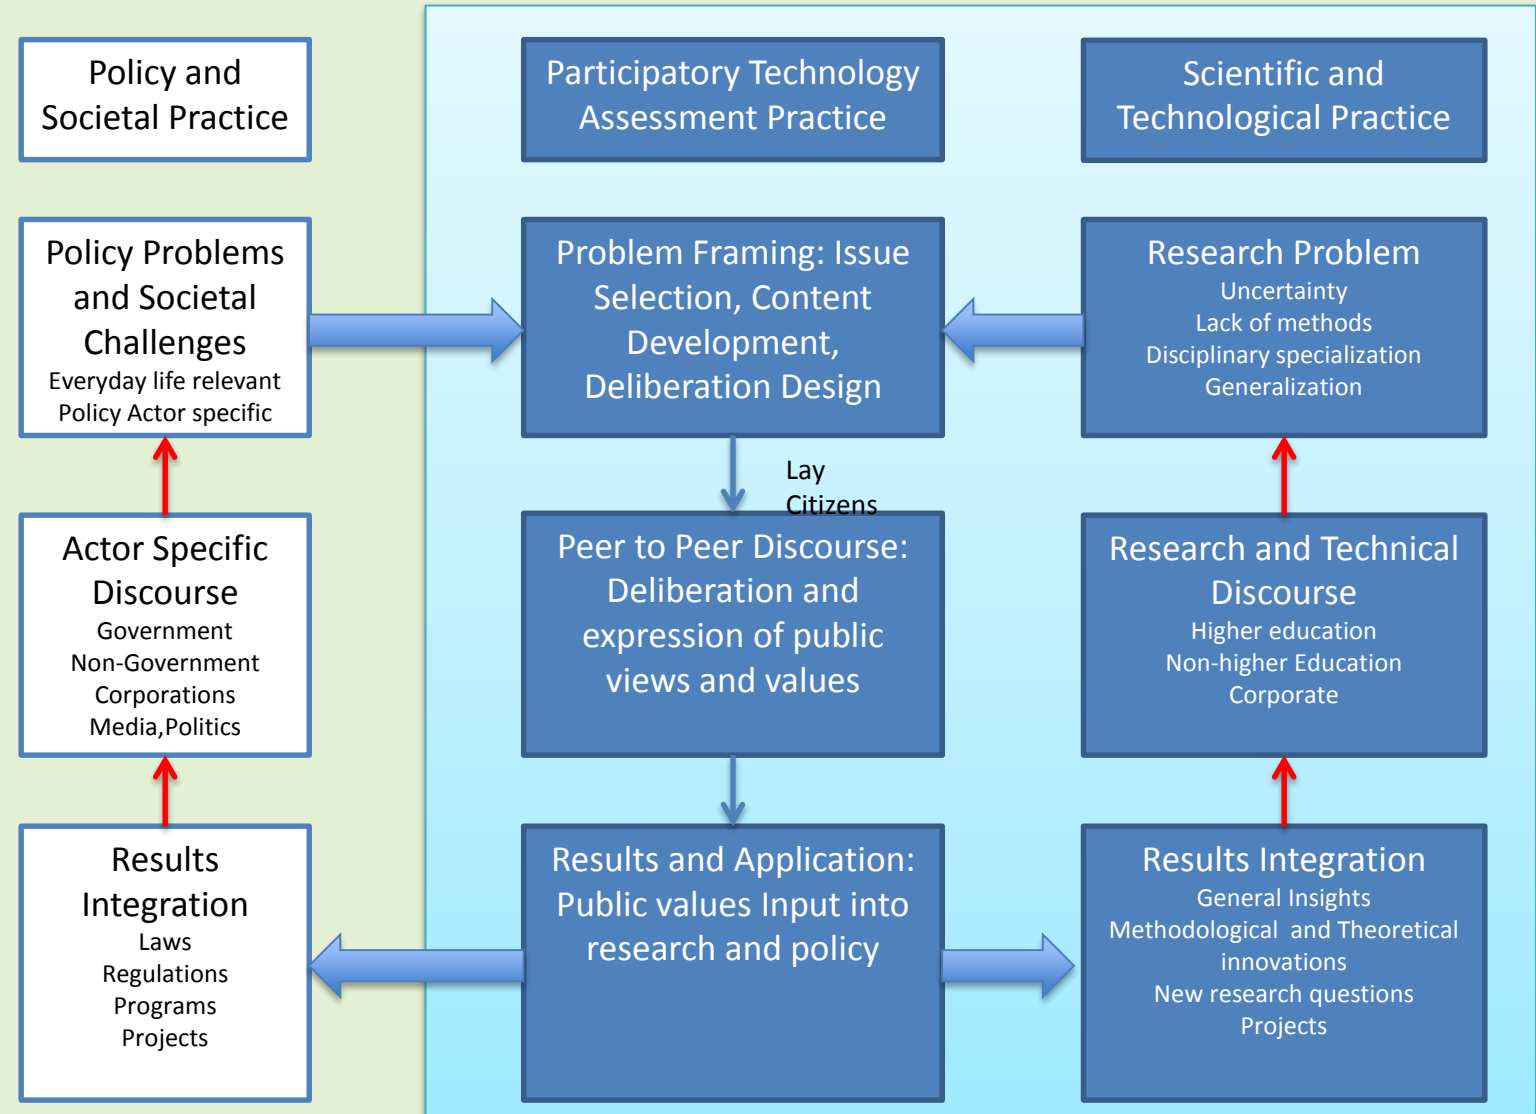 Policy and
Societal Practice
Participatory Technology
Assessment Practice
Scientific and
Technological Practice
Policy Problems
and Societal
Challenges
Everyday life relevant
Policy Actor specific
Problem Framing: Issue
Selection, Content
Development,
Deliberation Design
Research Problem
Uncertainty
Lack of methods
Disciplinary specialization
Generalization
Lay
Citizens
Actor Specific
Discourse
Government
Non-Government
Corporations
Media,Politics
Peer to Peer Discourse:
Deliberation and
expression of public
views and values
Research and Technical
Discourse
Higher education
Non-higher Education
Corporate
Results
Integration
Laws
Regulations
Programs
Projects
Results and Application:
Public values Input into
research and policy
Results Integration
General Insights
Methodological  and Theoretical
innovations
New research questions
Projects